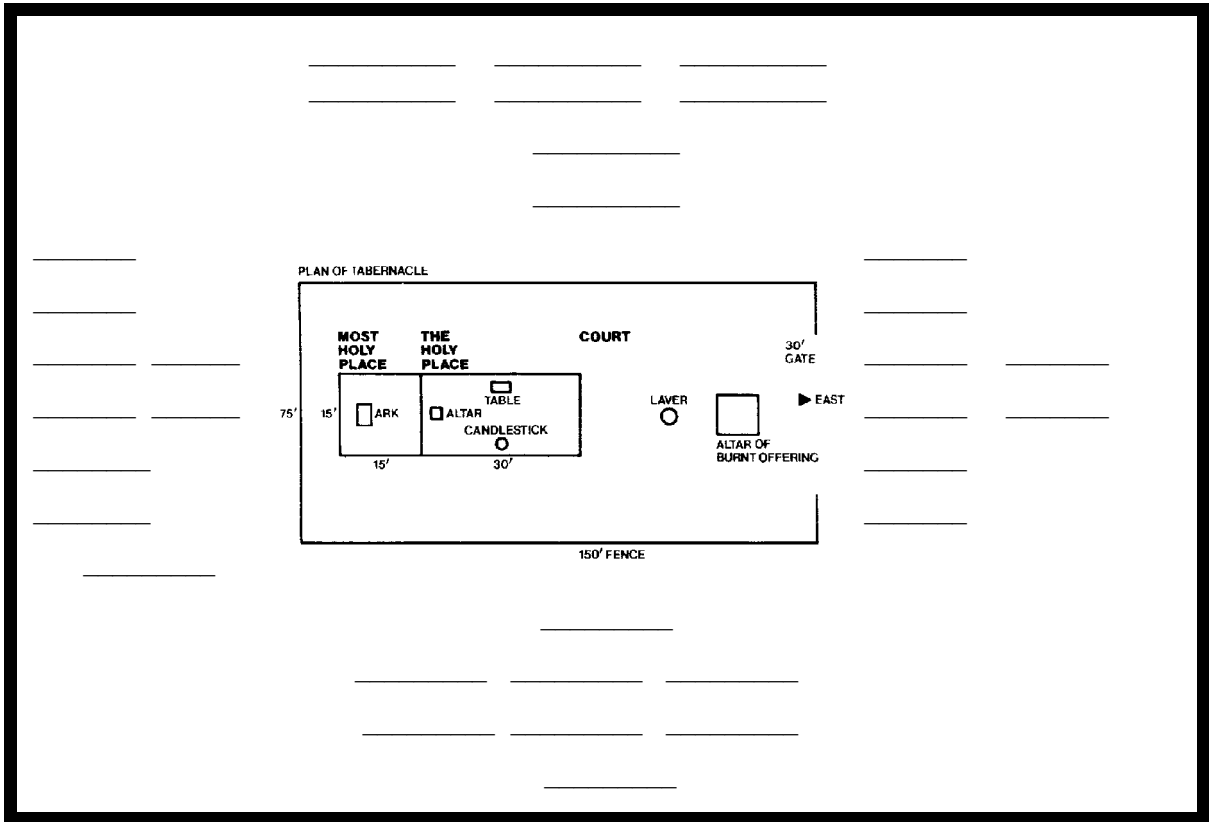 PLAN OF TABERNACLE
MOST
HOLY
PLACE
THE
HOLY
PLACE
COURT
30′
GATE
75′
15′
ARK
ALTAR
TABLE
CANDLESTICK
LAVER
EAST
ALTAR OF
BURNT OFFERING
15′
30′
150′ FENCE